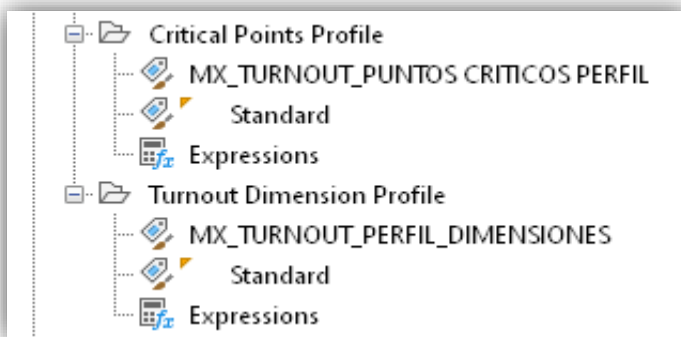 Critical Points Profile
MX_TURNOUT_PUNTOS CRITICOS PERFIL
Standard
Expressions
Turnout Dimension Profile
MX_TURNOUT_PERFIL_DIMENSIONES
Standard
Expressions